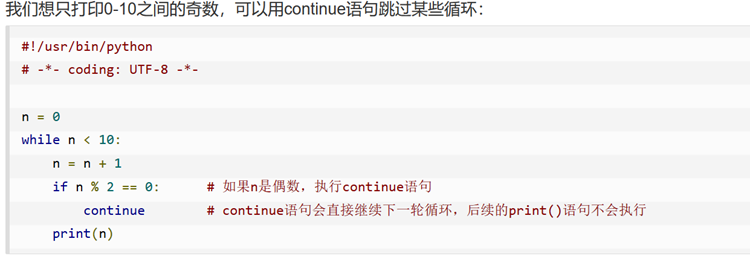 我们想只打印0-10之间的奇数，可以用continue语句跳过某些循环：
#!/usr/bin/python
# -*- coding: UTF-8 -*-
n = 0
while n < 10:
    n = n + 1
    if n % 2 == 0:      # 如果n是偶数，执行continue语句
        continue        # continue语句会直接继续下一轮循环，后续的print()语句不会执行
    print(n)